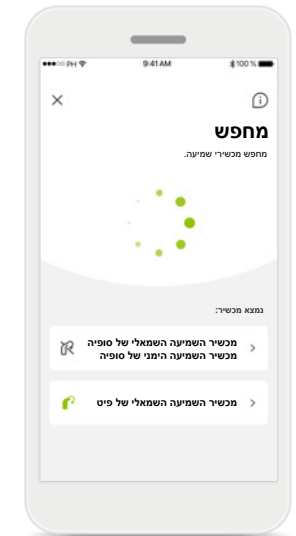 PH 9:41 AM 100 %
מחפש
מחפש מכשירי שמיעה.
נמצא מכשיר:
מכשיר השמיעה השמאלי של סופיה
מכשיר השמיעה הימני של סופיה
מכשיר השמיעה השמאלי של פיט